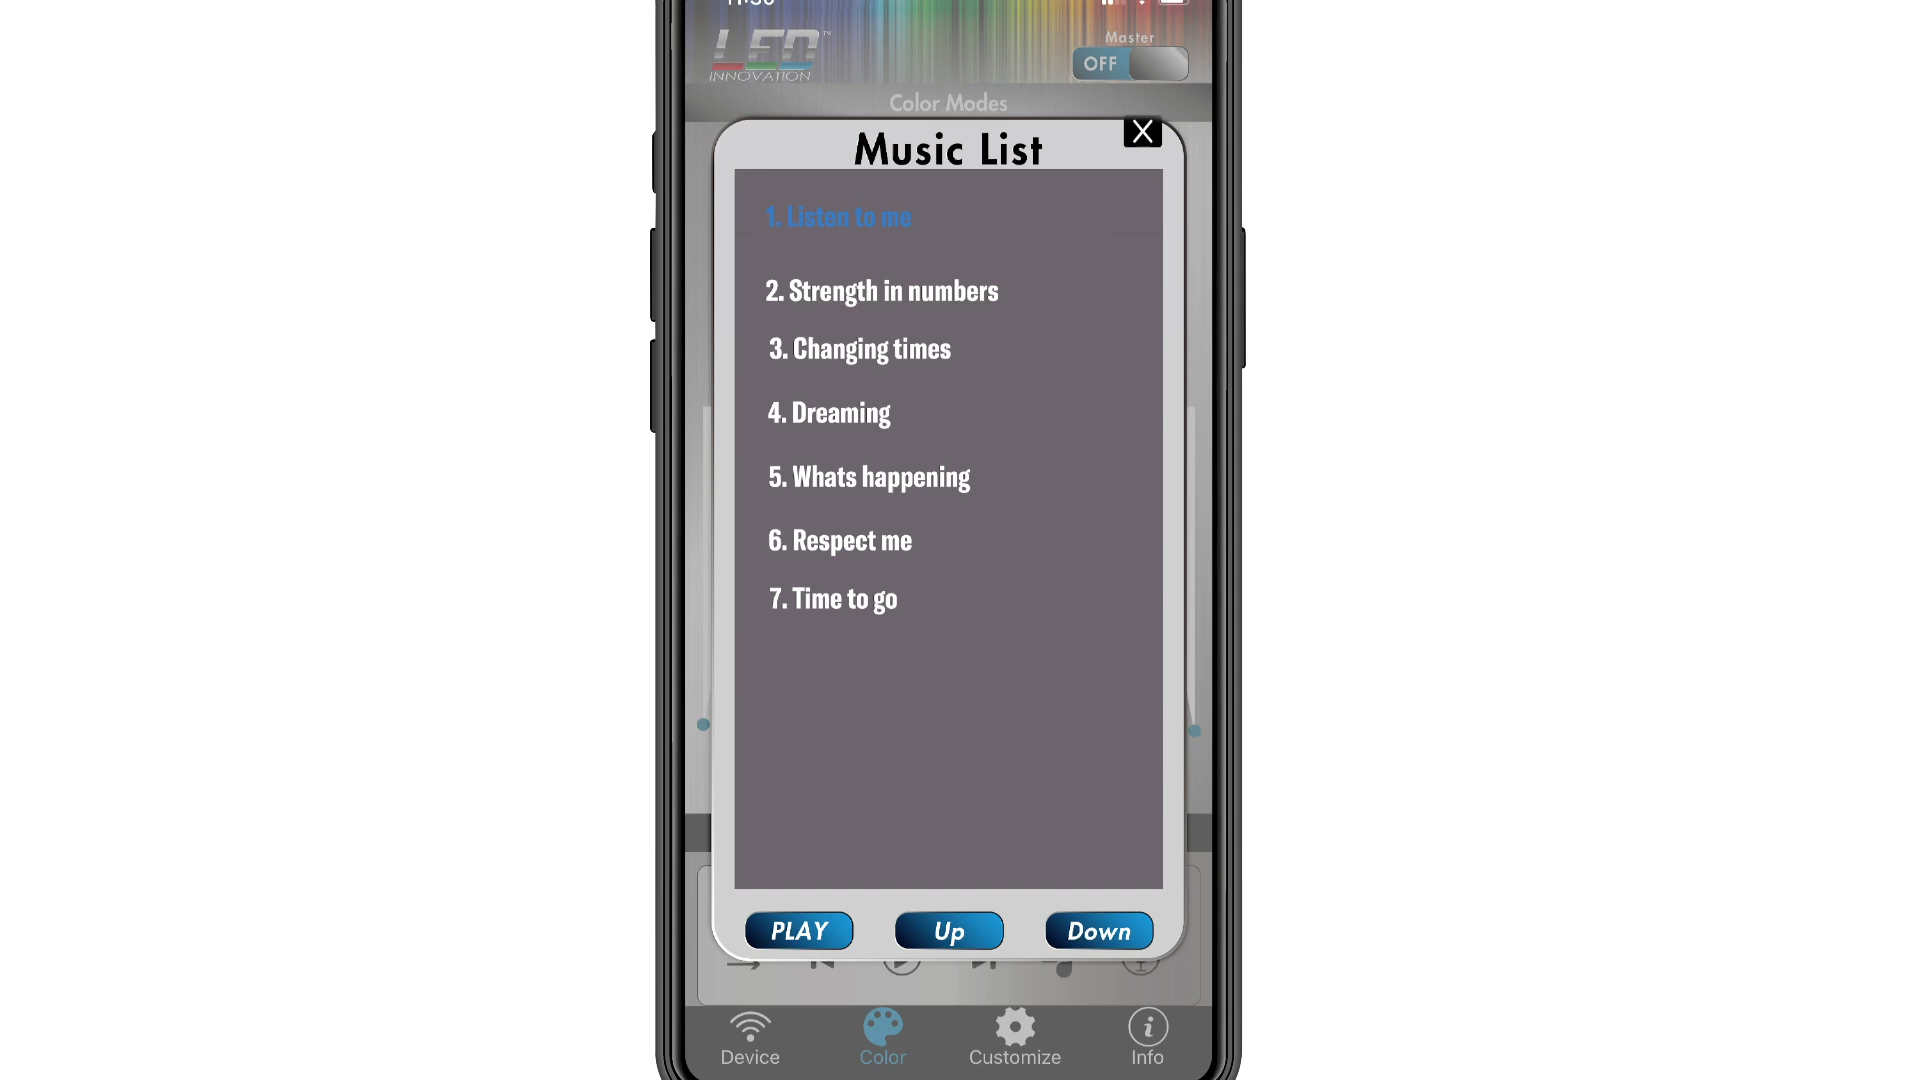 LED™
INNOVATION
Master
OFF
Color Modes
Music List
X
1. Listen to me
2. Strength in numbers
3. Changing times
4. Dreaming
5. Whats happening
6. Respect me
7. Time to go
PLAY
Up
Down
Device
Color
Customize
Info